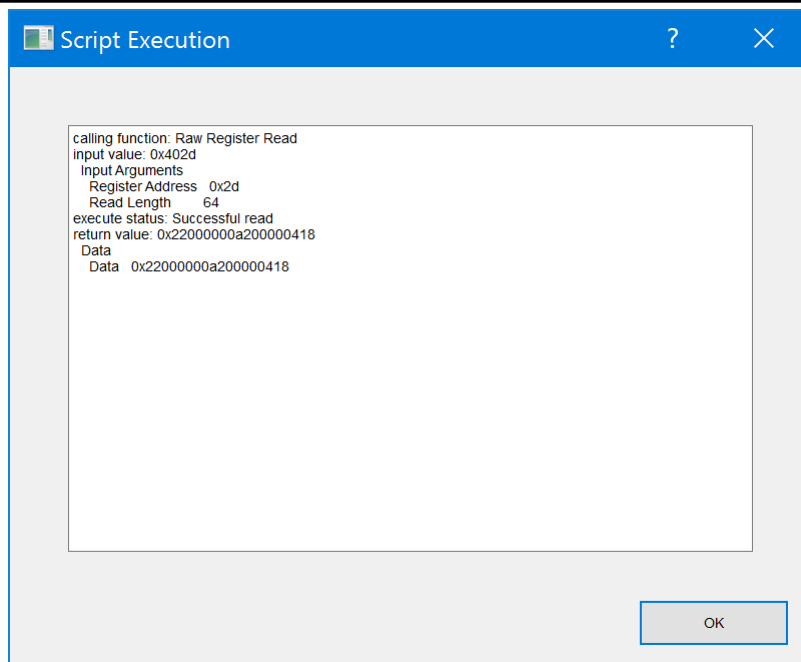 Script Execution
?
calling function: Raw Register Read
input value: 0x402d
Input Arguments
Register Address 0x2d
Read Length 64
execute status: Successful read
return value: 0x22000000a200000418
Data
Data 0x22000000a200000418
OK